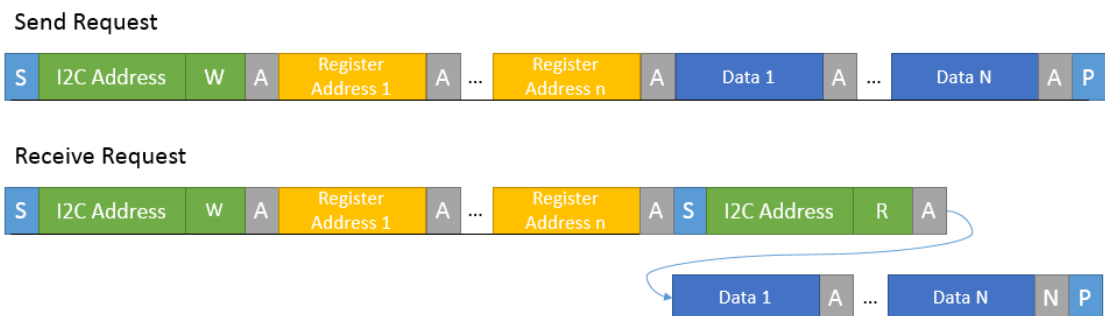 Send Request
S I2C Address W A Register Address 1 A ... Register Address n A Data 1 A ... Data N A P
Receive Request
S I2C Address W A Register Address 1 A ... Register Address n A S I2C Address R A
Data 1 A ... Data N N P